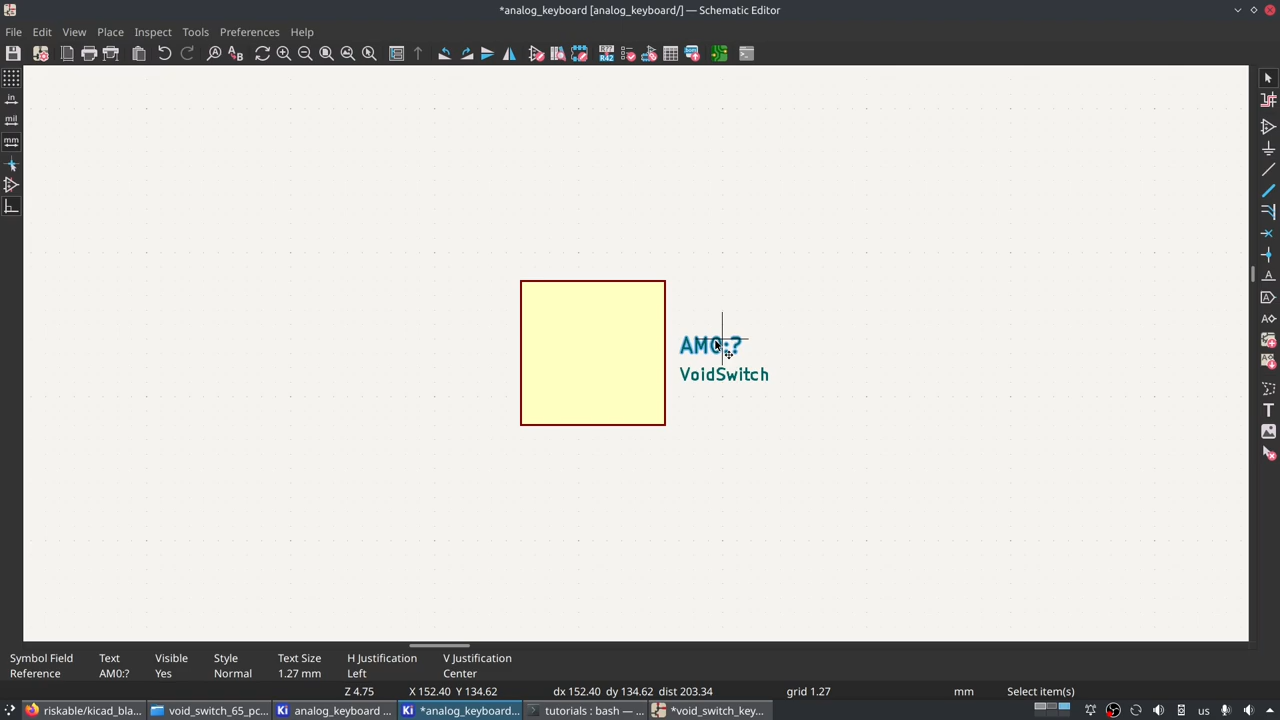 *analog_keyboard [analog_keyboard/] — Schematic Editor
File Edit View Place Inspect Tools Preferences Help
in
mil
mm
AM0:?
VoidSwitch
Symbol Field Text Visible Style Text Size H Justification V Justification
Reference AM0:? Yes Normal 1.27 mm Left Center
Z 4.75 X 152.40 Y 134.62 dx 152.40 dy 134.62 dist 203.34 grid 1.27 mm Select item(s)
riskable/kicad_bla... void_switch_65_pc... analog_keyboard ... *analog_keyboard... tutorials : bash — ... *void_switch_key... us